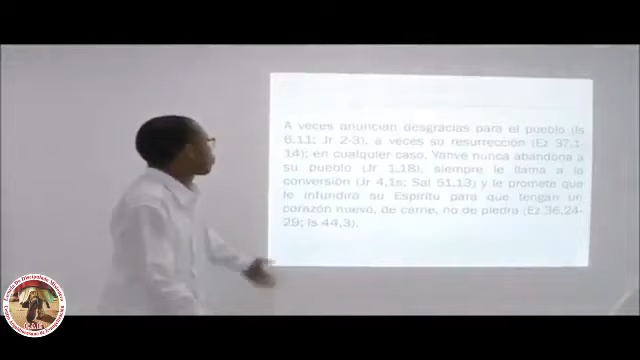 A veces anuncian desgracias para el pueblo (Is
6,11; Jr 2-3), a veces su resurrección (Ez 37,1-
14); en cualquier caso, Yahvé nunca abandona a
su pueblo (Jr 1,18), siempre le llama a la
conversión (Jr 4,1s; Sal 51,13) y le promete que
le infundirá su Espíritu para que tengan un
corazón nuevo, de carne, no de piedra (Ez 36,24-
29; Is 44,3).